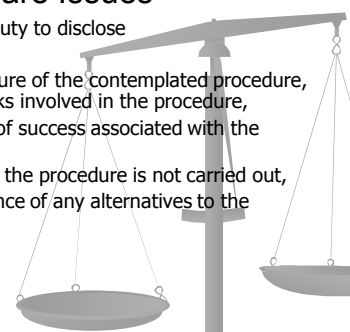 are Issues
uty to disclose
ure of the contemplated procedure,
ks involved in the procedure,
of success associated with the
the procedure is not carried out,
nce of any alternatives to the